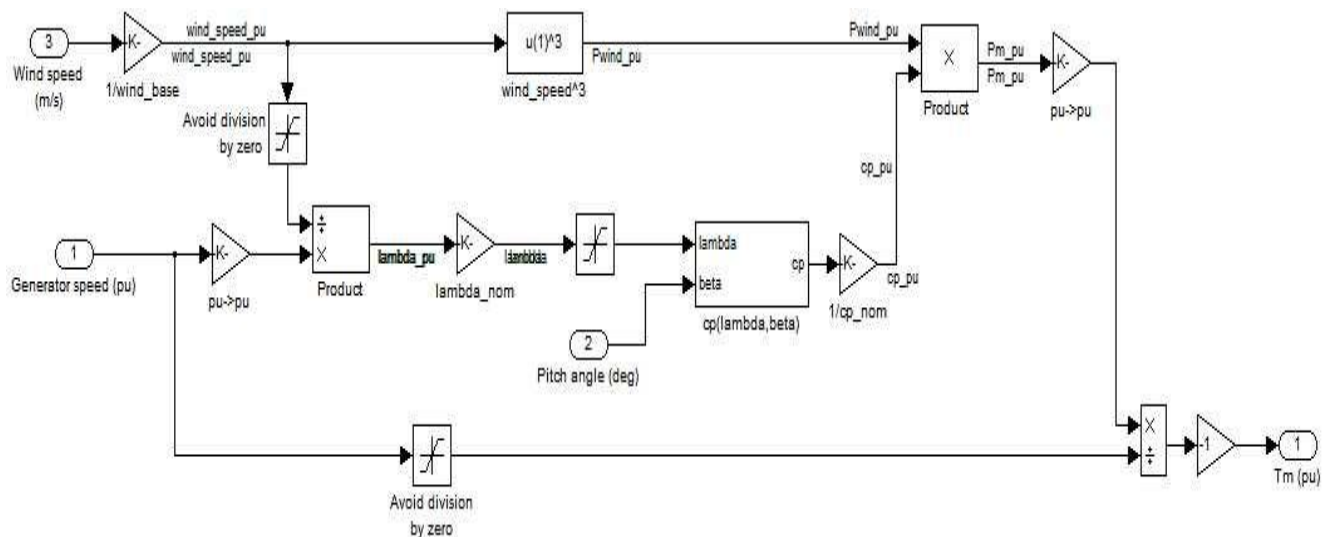 3
Wind speed
(m/s)
K-
1/wind_base
wind_speed_pu
wind_speed_pu
u(1)^3
wind_speed^3
Pwind_pu
Pwind_pu
X
Product
Pm_pu
Pm_pu
K-
pu->pu
Avoid division
by zero
cp_pu
1
Generator speed (pu)
K-
pu->pu
÷
X
Product
lambda_pu
K-
lambda_nom
lambda
lambda
beta
cp
cp(lambda,beta)
K-
1/cp_nom
cp_pu
2
Pitch angle (deg)
Avoid division
by zero
X
÷
-1
1
Tm (pu)